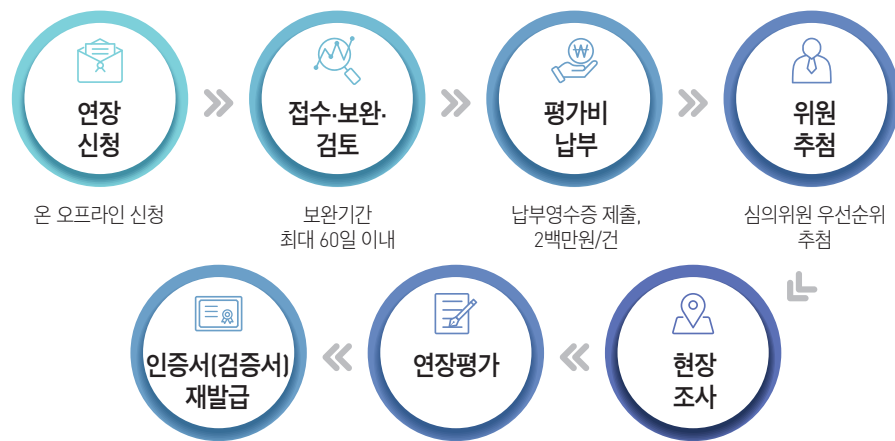 연장
신청
온 오프라인 신청
접수·보완·
검토
보완기간
최대 60일 이내
평가비
납부
납부영수증 제출,
2백만원/건
위원
추첨
심의위원 우선순위
추첨
현장
조사
연장평가
인증서(검증서)
재발급